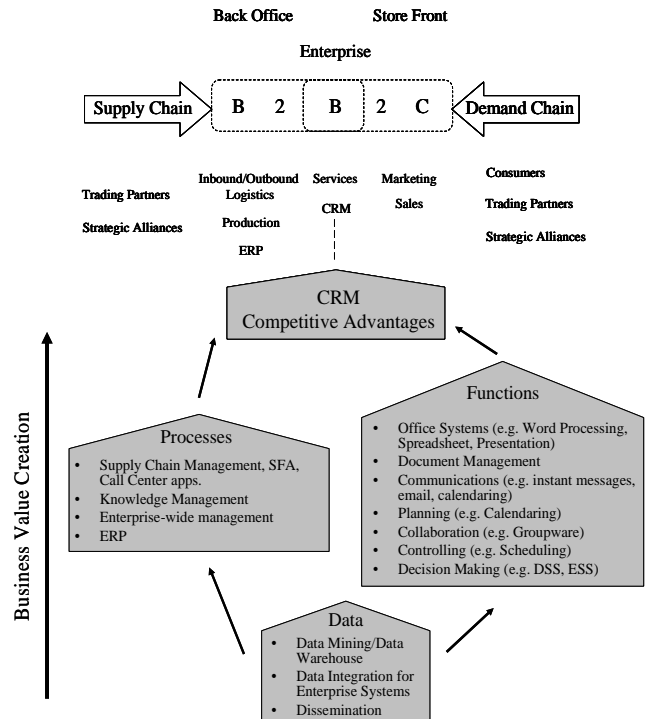 Back Office Store Front
Enterprise
Supply Chain B 2 B 2 C Demand Chain
Trading Partners
Strategic Alliances
Inbound/Outbound
Logistics
Production
ERP
Services
CRM
Marketing
Sales
Consumers
Trading Partners
Strategic Alliances
CRM
Competitive Advantages
Business Value Creation
Processes
• Supply Chain Management, SFA,
Call Center apps.
• Knowledge Management
• Enterprise-wide management
• ERP
Functions
• Office Systems (e.g. Word Processing,
Spreadsheet, Presentation)
• Document Management
• Communications (e.g. instant messages,
email, calendaring)
• Planning (e.g. Calendaring)
• Collaboration (e.g. Groupware)
• Controlling (e.g. Scheduling)
• Decision Making (e.g. DSS, ESS)
Data
• Data Mining/Data
Warehouse
• Data Integration for
Enterprise Systems
• Dissemination